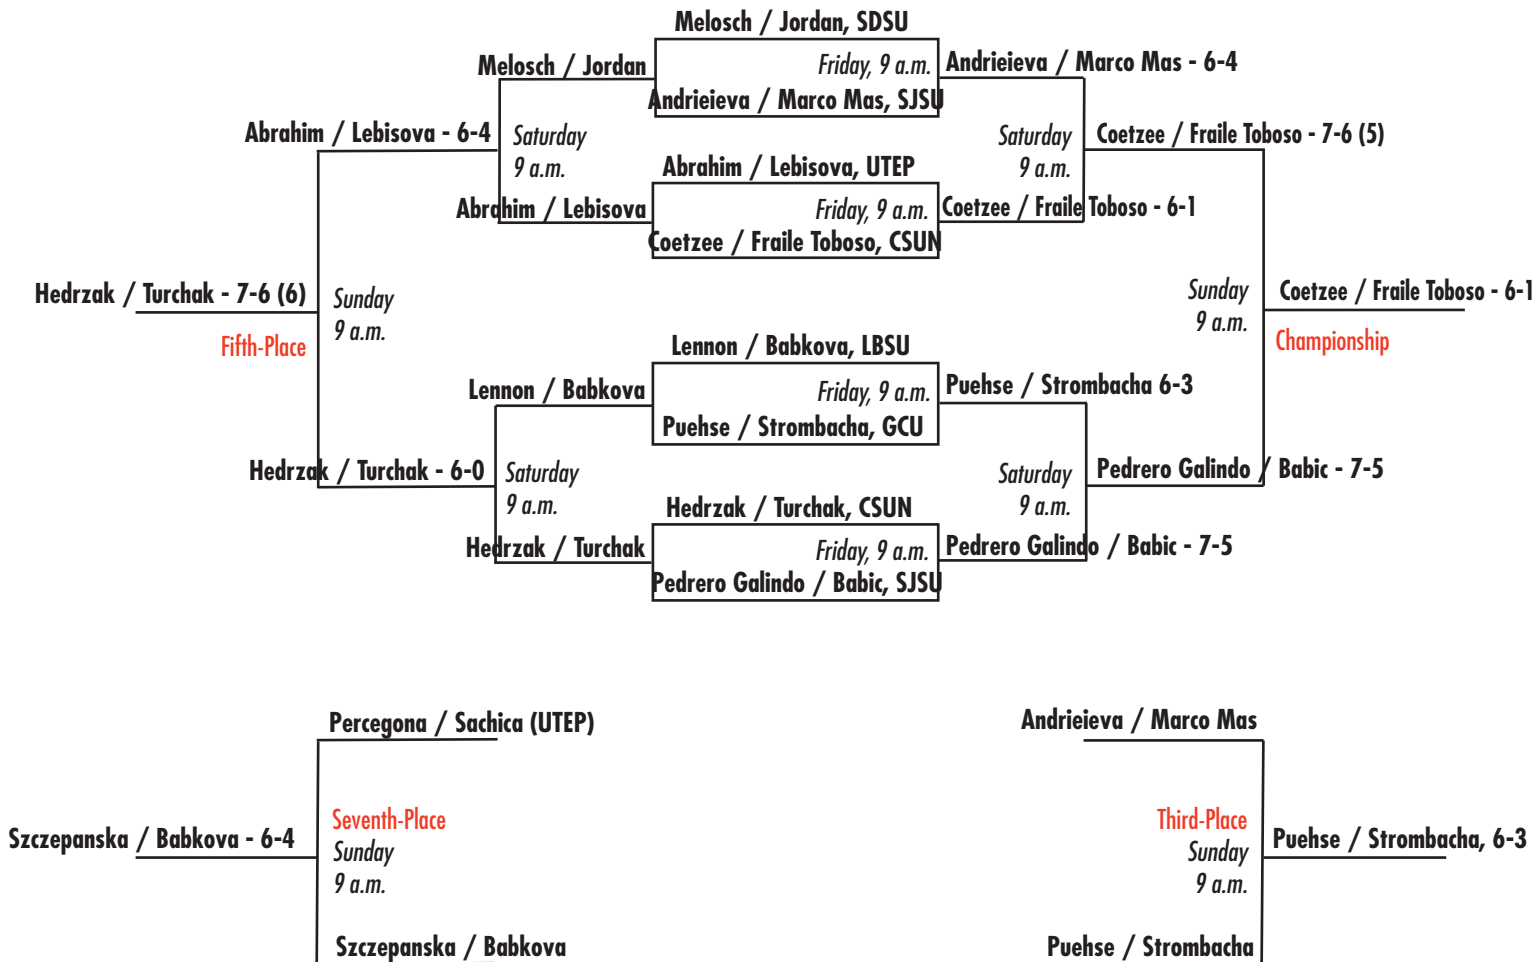 Melosch / Jordan, SDSU
Melosch / Jordan
Friday, 9 a.m.
Andrieieva / Marco Mas - 6-4
Andrieieva / Marco Mas, SJSU
Abrahim / Lebisova - 6-4
Saturday
9 a.m.
Saturday
9 a.m.
Coetzee / Fraile Toboso - 7-6 (5)
Abrahim / Lebisova, UTEP
Abrahim / Lebisova
Friday, 9 a.m.
Coetzee / Fraile Toboso - 6-1
Coetzee / Fraile Toboso, CSUN
Hedrzak / Turchak - 7-6 (6)
Sunday
9 a.m.
Fifth-Place
Sunday
9 a.m.
Coetzee / Fraile Toboso - 6-1
Championship
Lennon / Babkova, LBSU
Lennon / Babkova
Friday, 9 a.m.
Puehse / Strombacha 6-3
Puehse / Strombacha, GCU
Hedrzak / Turchak - 6-0
Saturday
9 a.m.
Saturday
9 a.m.
Pedrero Galindo / Babic - 7-5
Hedrzak / Turchak, CSUN
Hedrzak / Turchak
Friday, 9 a.m.
Pedrero Galindo / Babic - 7-5
Pedrero Galindo / Babic, SJSU
Percegona / Sachica (UTEP)
Szczepanska / Babkova - 6-4
Seventh-Place
Sunday
9 a.m.
Szczepanska / Babkova
Andrieieva / Marco Mas
Third-Place
Sunday
9 a.m.
Puehse / Strombacha, 6-3
Puehse / Strombacha